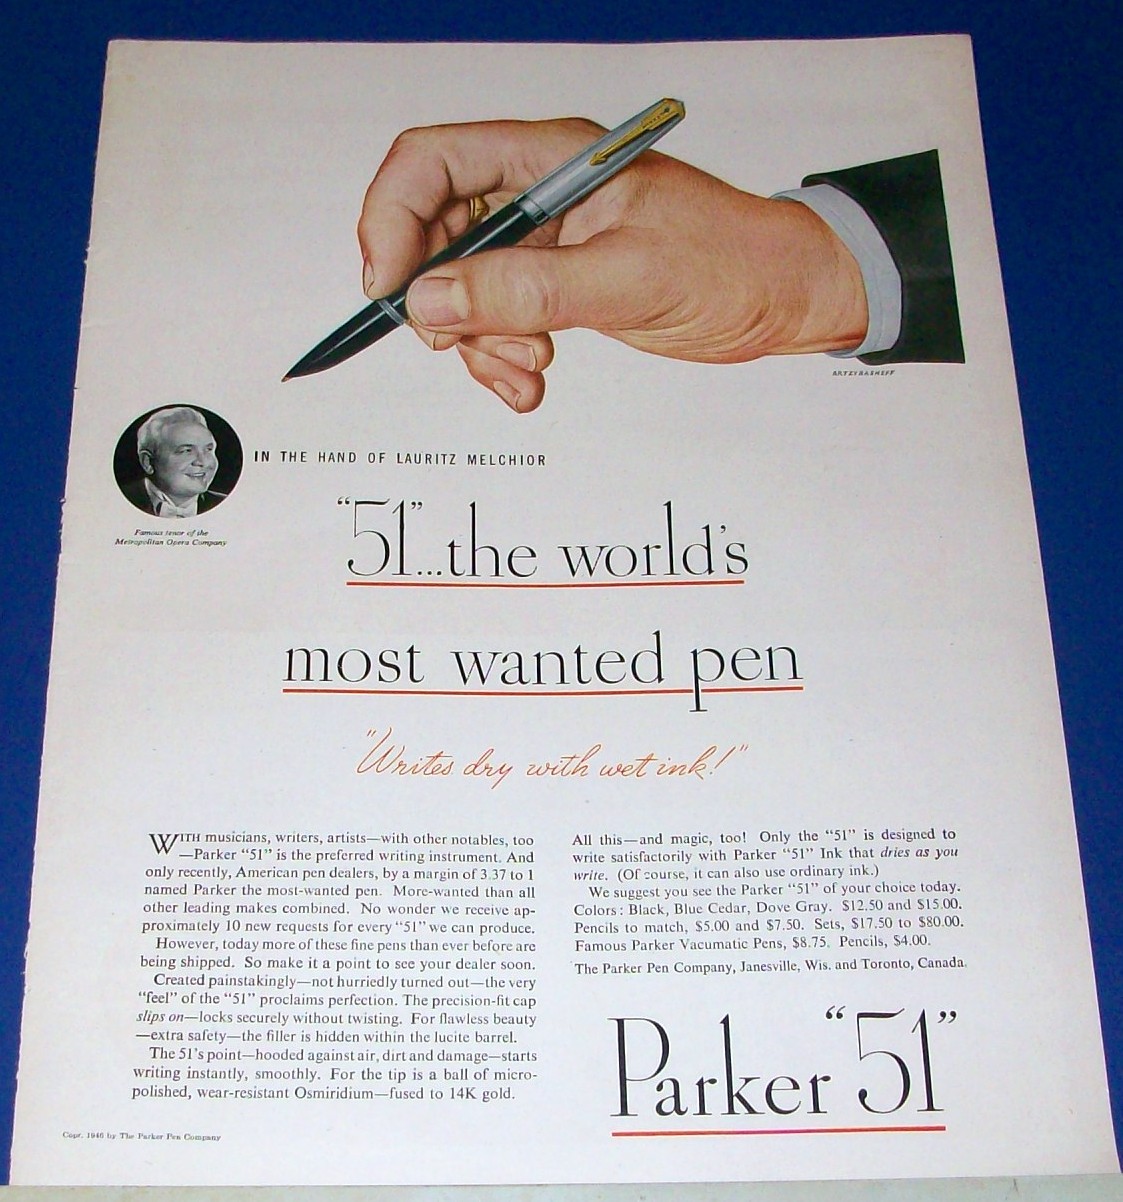 ARTZYBASHEFF
IN THE HAND OF LAURITZ MELCHIOR
Famous tenor of the
Metropolitan Opera Company
"51"...the world's
most wanted pen
"Writes dry with wet ink!"
WITH musicians, writers, artists—with other notables, too
—Parker "51" is the preferred writing instrument. And
only recently, American pen dealers, by a margin of 3.37 to 1
named Parker the most-wanted pen. More-wanted than all
other leading makes combined. No wonder we receive ap-
proximately 10 new requests for every "51" we can produce.
However, today more of these fine pens than ever before are
being shipped. So make it a point to see your dealer soon.
Created painstakingly—not hurriedly turned out—the very
"feel" of the "51" proclaims perfection. The precision-fit cap
slips on—locks securely without twisting. For flawless beauty
—extra safety—the filler is hidden within the lucite barrel.
The 51's point—hooded against air, dirt and damage—starts
writing instantly, smoothly. For the tip is a ball of micro-
polished, wear-resistant Osmiridium—fused to 14K gold.
All this—and magic, too! Only the "51" is designed to
write satisfactorily with Parker "51" Ink that dries as you
write. (Of course, it can also use ordinary ink.)
We suggest you see the Parker "51" of your choice today.
Colors: Black, Blue Cedar, Dove Gray. $12.50 and $15.00.
Pencils to match, $5.00 and $7.50. Sets, $17.50 to $80.00.
Famous Parker Vacumatic Pens, $8.75. Pencils, $4.00.
The Parker Pen Company, Janesville, Wis. and Toronto, Canada.
Parker "51"
Copr. 1946 by The Parker Pen Company